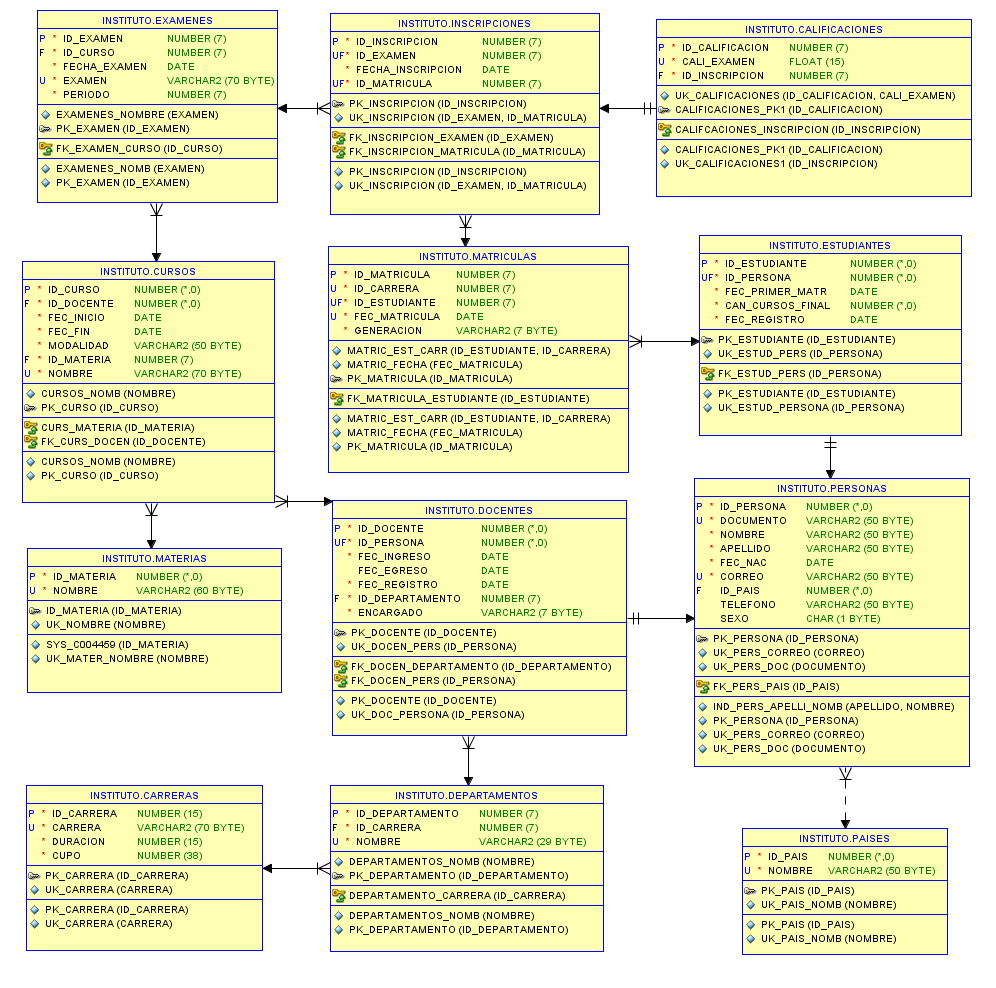 INSTITUTO.EXAMENES
P * ID_EXAMEN NUMBER (7)
F * ID_CURSO NUMBER (7)
* FECHA_EXAMEN DATE
U * EXAMEN VARCHAR2 (70 BYTE)
* PERIODO NUMBER (7)
EXAMENES_NOMBRE (EXAMEN)
PK_EXAMEN (ID_EXAMEN)
FK_EXAMEN_CURSO (ID_CURSO)
EXAMENES_NOMB (EXAMEN)
PK_EXAMEN (ID_EXAMEN)
INSTITUTO.INSCRIPCIONES
P * ID_INSCRIPCION NUMBER (7)
UF* ID_EXAMEN NUMBER (7)
* FECHA_INSCRIPCION DATE
UF* ID_MATRICULA NUMBER (7)
PK_INSCRIPCION (ID_INSCRIPCION)
UK_INSCRIPCION (ID_EXAMEN, ID_MATRICULA)
FK_INSCRIPCION_EXAMEN (ID_EXAMEN)
FK_INSCRIPCION_MATRICULA (ID_MATRICULA)
PK_INSCRIPCION (ID_INSCRIPCION)
UK_INSCRIPCION (ID_EXAMEN, ID_MATRICULA)
INSTITUTO.CALIFICACIONES
P * ID_CALIFICACION NUMBER (7)
U * CALI_EXAMEN FLOAT (15)
F * ID_INSCRIPCION NUMBER (7)
UK_CALIFICACIONES (ID_CALIFICACION, CALI_EXAMEN)
CALIFICACIONES_PK1 (ID_CALIFICACION)
CALIFCACIONES_INSCRIPCION (ID_INSCRIPCION)
CALIFICACIONES_PK1 (ID_CALIFICACION)
UK_CALIFICACIONES1 (ID_INSCRIPCION)
INSTITUTO.CURSOS
P * ID_CURSO NUMBER (*,0)
F * ID_DOCENTE NUMBER (*,0)
* FEC_INICIO DATE
* FEC_FIN DATE
* MODALIDAD VARCHAR2 (50 BYTE)
F * ID_MATERIA NUMBER (7)
U * NOMBRE VARCHAR2 (70 BYTE)
CURSOS_NOMB (NOMBRE)
PK_CURSO (ID_CURSO)
CURS_MATERIA (ID_MATERIA)
FK_CURS_DOCEN (ID_DOCENTE)
CURSOS_NOMB (NOMBRE)
PK_CURSO (ID_CURSO)
INSTITUTO.MATRICULAS
P * ID_MATRICULA NUMBER (7)
U * ID_CARRERA NUMBER (7)
UF* ID_ESTUDIANTE NUMBER (7)
U * FEC_MATRICULA DATE
* GENERACION VARCHAR2 (7 BYTE)
MATRIC_EST_CARR (ID_ESTUDIANTE, ID_CARRERA)
MATRIC_FECHA (FEC_MATRICULA)
PK_MATRICULA (ID_MATRICULA)
FK_MATRICULA_ESTUDIANTE (ID_ESTUDIANTE)
MATRIC_EST_CARR (ID_ESTUDIANTE, ID_CARRERA)
MATRIC_FECHA (FEC_MATRICULA)
PK_MATRICULA (ID_MATRICULA)
INSTITUTO.ESTUDIANTES
P * ID_ESTUDIANTE NUMBER (*,0)
UF* ID_PERSONA NUMBER (*,0)
* FEC_PRIMER_MATR DATE
* CAN_CURSOS_FINAL NUMBER (*,0)
* FEC_REGISTRO DATE
PK_ESTUDIANTE (ID_ESTUDIANTE)
UK_ESTUD_PERS (ID_PERSONA)
FK_ESTUD_PERS (ID_PERSONA)
PK_ESTUDIANTE (ID_ESTUDIANTE)
UK_ESTUD_PERSONA (ID_PERSONA)
INSTITUTO.MATERIAS
P * ID_MATERIA NUMBER (*,0)
U * NOMBRE VARCHAR2 (60 BYTE)
ID_MATERIA (ID_MATERIA)
UK_NOMBRE (NOMBRE)
SYS_C004459 (ID_MATERIA)
UK_MATER_NOMBRE (NOMBRE)
INSTITUTO.DOCENTES
P * ID_DOCENTE NUMBER (*,0)
UF* ID_PERSONA NUMBER (*,0)
* FEC_INGRESO DATE
FEC_EGRESO DATE
* FEC_REGISTRO DATE
F * ID_DEPARTAMENTO NUMBER (7)
* ENCARGADO VARCHAR2 (7 BYTE)
PK_DOCENTE (ID_DOCENTE)
UK_DOCEN_PERS (ID_PERSONA)
FK_DOCEN_DEPARTAMENTO (ID_DEPARTAMENTO)
FK_DOCEN_PERS (ID_PERSONA)
PK_DOCENTE (ID_DOCENTE)
UK_DOC_PERSONA (ID_PERSONA)
INSTITUTO.PERSONAS
P * ID_PERSONA NUMBER (*,0)
U * DOCUMENTO VARCHAR2 (50 BYTE)
* NOMBRE VARCHAR2 (50 BYTE)
* APELLIDO VARCHAR2 (50 BYTE)
* FEC_NAC DATE
U * CORREO VARCHAR2 (50 BYTE)
F ID_PAIS NUMBER (*,0)
TELEFONO VARCHAR2 (50 BYTE)
SEXO CHAR (1 BYTE)
PK_PERSONA (ID_PERSONA)
UK_PERS_CORREO (CORREO)
UK_PERS_DOC (DOCUMENTO)
FK_PERS_PAIS (ID_PAIS)
IND_PERS_APELLI_NOMB (APELLIDO, NOMBRE)
PK_PERSONA (ID_PERSONA)
UK_PERS_CORREO (CORREO)
UK_PERS_DOC (DOCUMENTO)
INSTITUTO.CARRERAS
P * ID_CARRERA NUMBER (15)
U * CARRERA VARCHAR2 (70 BYTE)
* DURACION NUMBER (15)
* CUPO NUMBER (38)
PK_CARRERA (ID_CARRERA)
UK_CARRERA (CARRERA)
PK_CARRERA (ID_CARRERA)
UK_CARRERA (CARRERA)
INSTITUTO.DEPARTAMENTOS
P * ID_DEPARTAMENTO NUMBER (7)
F * ID_CARRERA NUMBER (7)
U * NOMBRE VARCHAR2 (29 BYTE)
DEPARTAMENTOS_NOMB (NOMBRE)
PK_DEPARTAMENTO (ID_DEPARTAMENTO)
DEPARTAMENTO_CARRERA (ID_CARRERA)
DEPARTAMENTOS_NOMB (NOMBRE)
PK_DEPARTAMENTO (ID_DEPARTAMENTO)
INSTITUTO.PAISES
P * ID_PAIS NUMBER (*,0)
U * NOMBRE VARCHAR2 (50 BYTE)
PK_PAIS (ID_PAIS)
UK_PAIS_NOMB (NOMBRE)
PK_PAIS (ID_PAIS)
UK_PAIS_NOMB (NOMBRE)